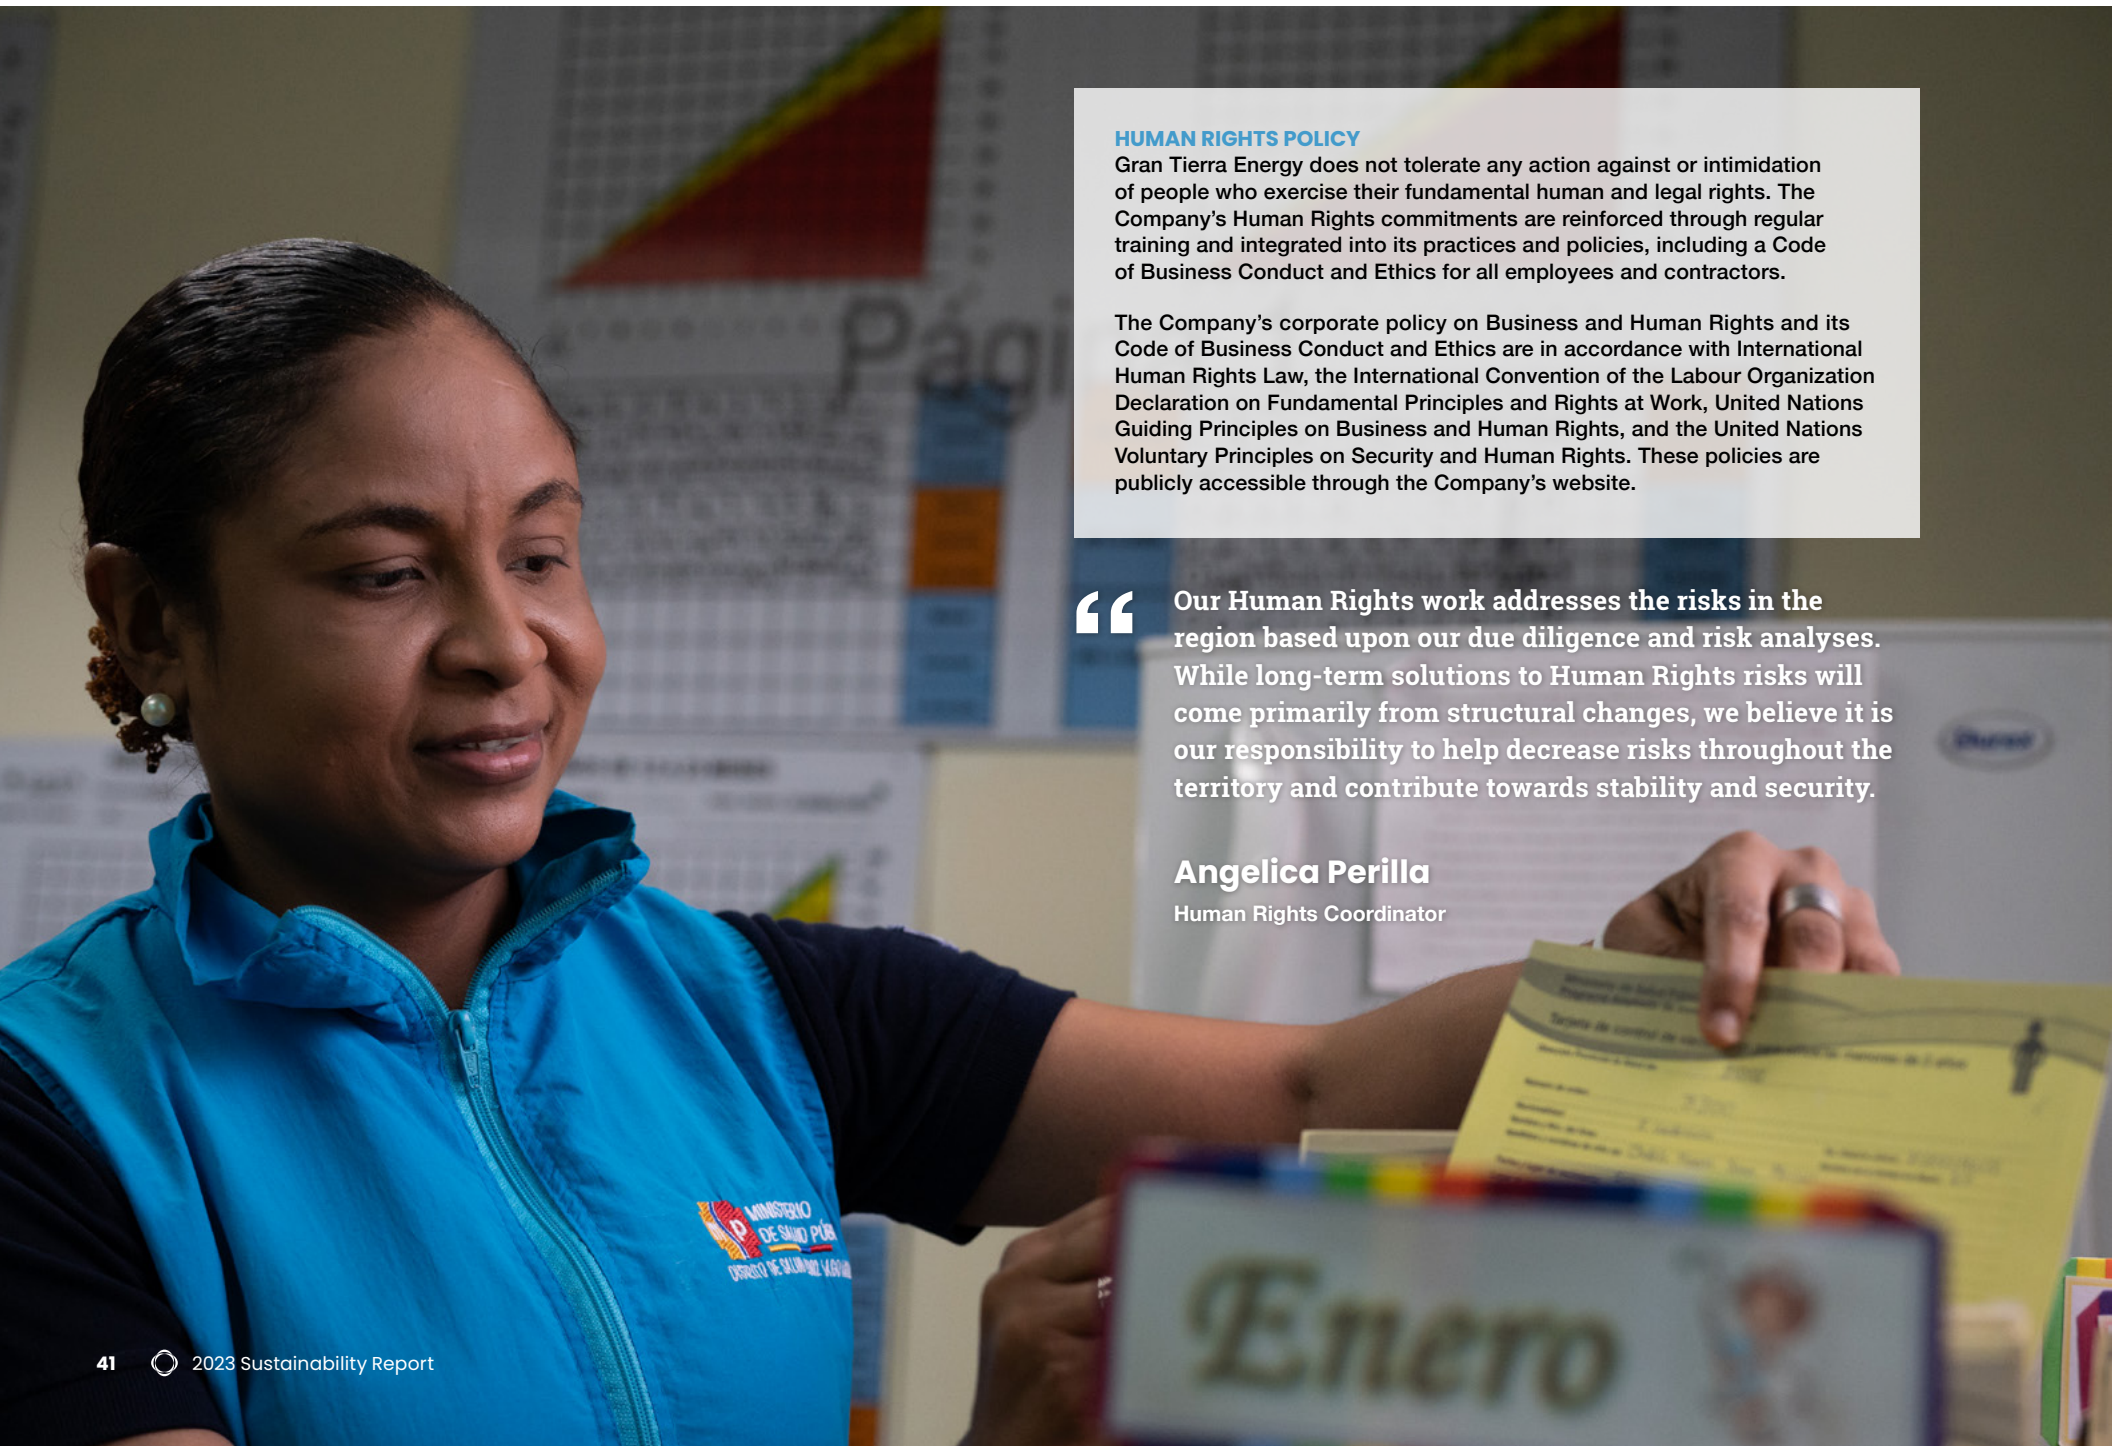 HUMAN RIGHTS POLICY
Gran Tierra Energy does not tolerate any action against or intimidation
of people who exercise their fundamental human and legal rights. The
Company's Human Rights commitments are reinforced through regular
training and integrated into its practices and policies, including a Code
of Business Conduct and Ethics for all employees and contractors.
The Company's corporate policy on Business and Human Rights and its
Code of Business Conduct and Ethics are in accordance with International
Human Rights Law, the International Convention of the Labour Organization
Declaration on Fundamental Principles and Rights at Work, United Nations
Guiding Principles on Business and Human Rights, and the United Nations
Voluntary Principles on Security and Human Rights. These policies are
publicly accessible through the Company's website.
“ Our Human Rights work addresses the risks in the
region based upon our due diligence and risk analyses.
While long-term solutions to Human Rights risks will
come primarily from structural changes, we believe it is
our responsibility to help decrease risks throughout the
territory and contribute towards stability and security.
Angelica Perilla
Human Rights Coordinator
Tarjeta de control de
MINISTERIO
DE SALUD
DISTRITO DE SALUD
Enero
41 2023 Sustainability Report